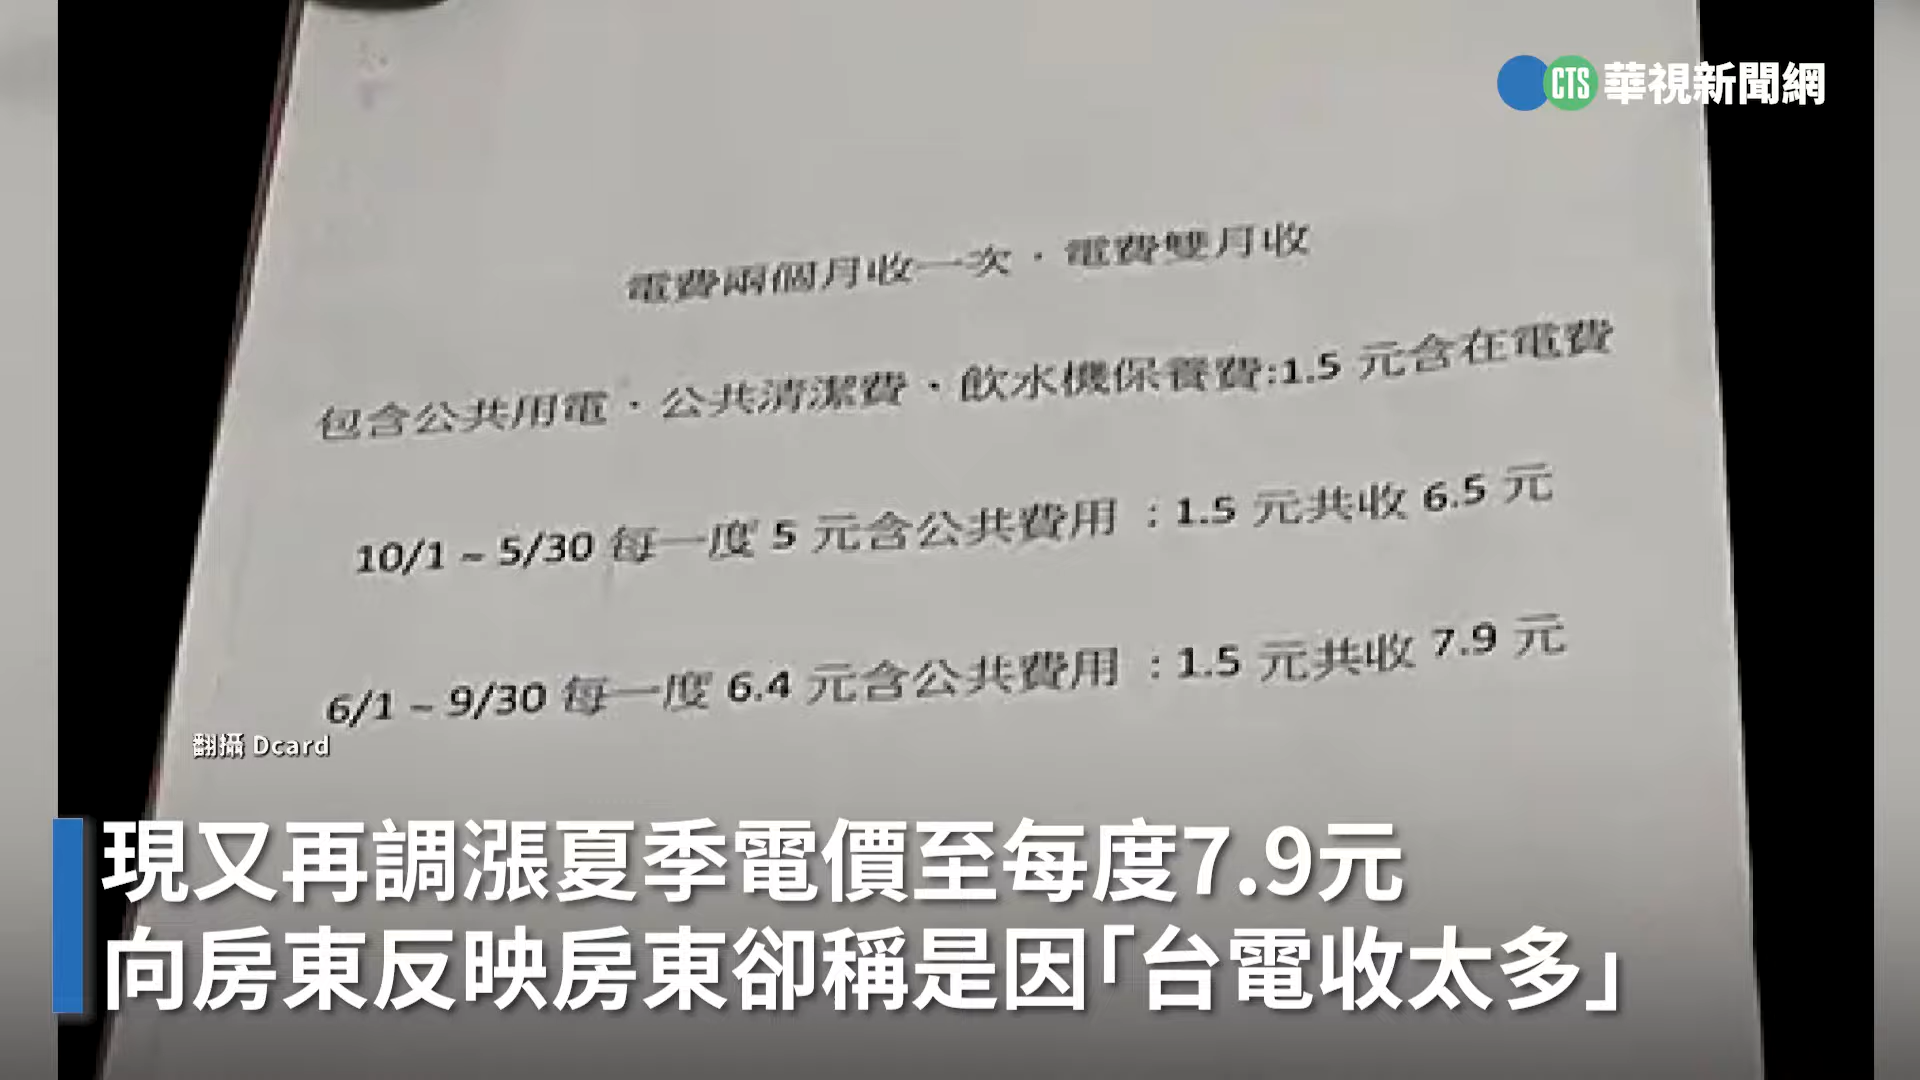 CTS 華視新聞網
電費兩個月收一次，電費雙月收
包含公共用電，公共清潔費、飲水機保養費:1.5 元含在電費
10/1 ~ 5/30 每一度 5 元含公共費用 : 1.5 元共收 6.5 元
6/1 ~ 9/30 每一度 6.4 元含公共費用 : 1.5 元共收 7.9 元
翻攝 Dcard
現又再調漲夏季電價至每度7.9元
向房東反映房東卻稱是因「台電收太多」